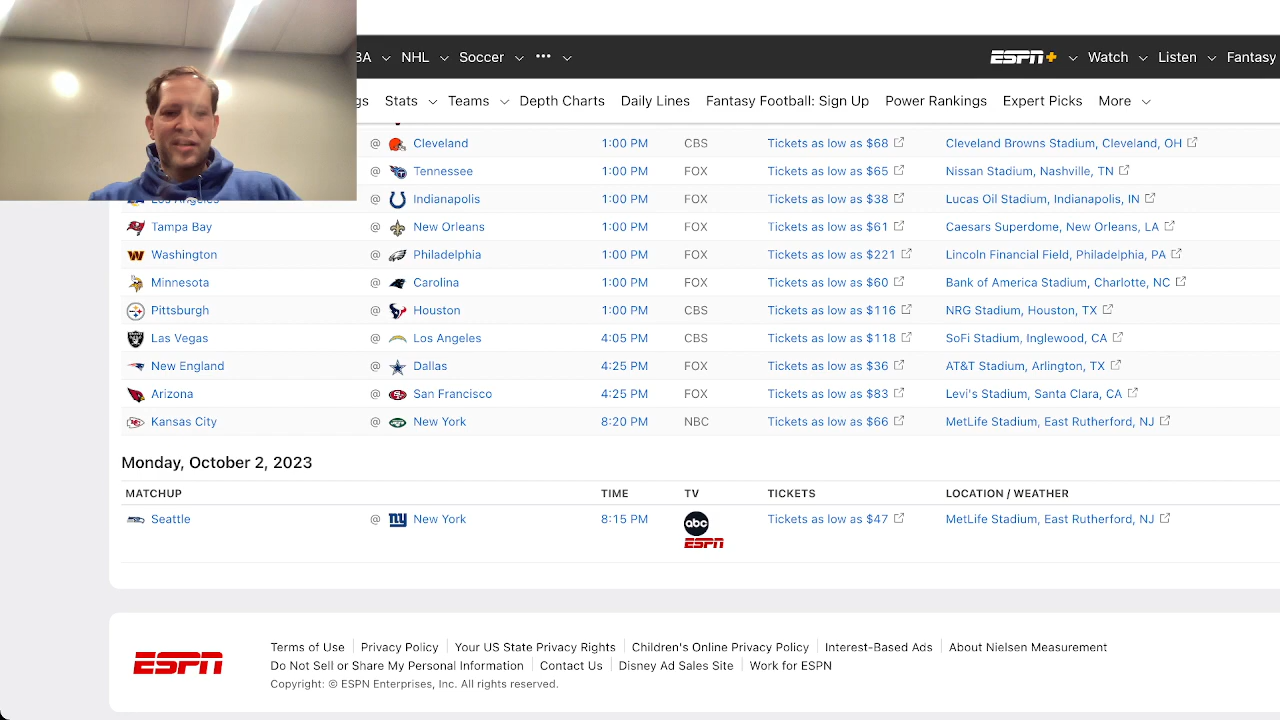 BA NHL Soccer ••• ESPN+ Watch Listen Fantasy
gs Stats Teams Depth Charts Daily Lines Fantasy Football: Sign Up Power Rankings Expert Picks More
@ Cleveland 1:00 PM CBS Tickets as low as $68 Cleveland Browns Stadium, Cleveland, OH
@ Tennessee 1:00 PM FOX Tickets as low as $65 Nissan Stadium, Nashville, TN
Los Angeles @ Indianapolis 1:00 PM FOX Tickets as low as $38 Lucas Oil Stadium, Indianapolis, IN
Tampa Bay @ New Orleans 1:00 PM FOX Tickets as low as $61 Caesars Superdome, New Orleans, LA
Washington @ Philadelphia 1:00 PM FOX Tickets as low as $221 Lincoln Financial Field, Philadelphia, PA
Minnesota @ Carolina 1:00 PM FOX Tickets as low as $60 Bank of America Stadium, Charlotte, NC
Pittsburgh @ Houston 1:00 PM CBS Tickets as low as $116 NRG Stadium, Houston, TX
Las Vegas @ Los Angeles 4:05 PM CBS Tickets as low as $118 SoFi Stadium, Inglewood, CA
New England @ Dallas 4:25 PM FOX Tickets as low as $36 AT&T Stadium, Arlington, TX
Arizona @ San Francisco 4:25 PM FOX Tickets as low as $83 Levi's Stadium, Santa Clara, CA
Kansas City @ New York 8:20 PM NBC Tickets as low as $66 MetLife Stadium, East Rutherford, NJ
Monday, October 2, 2023
MATCHUP TIME TV TICKETS LOCATION / WEATHER
Seattle @ ny New York 8:15 PM abc Tickets as low as $47 MetLife Stadium, East Rutherford, NJ
ESPN
Terms of Use Privacy Policy Your US State Privacy Rights Children's Online Privacy Policy Interest-Based Ads About Nielsen Measurement
ESPN Do Not Sell or Share My Personal Information Contact Us Disney Ad Sales Site Work for ESPN
Copyright: © ESPN Enterprises, Inc. All rights reserved.